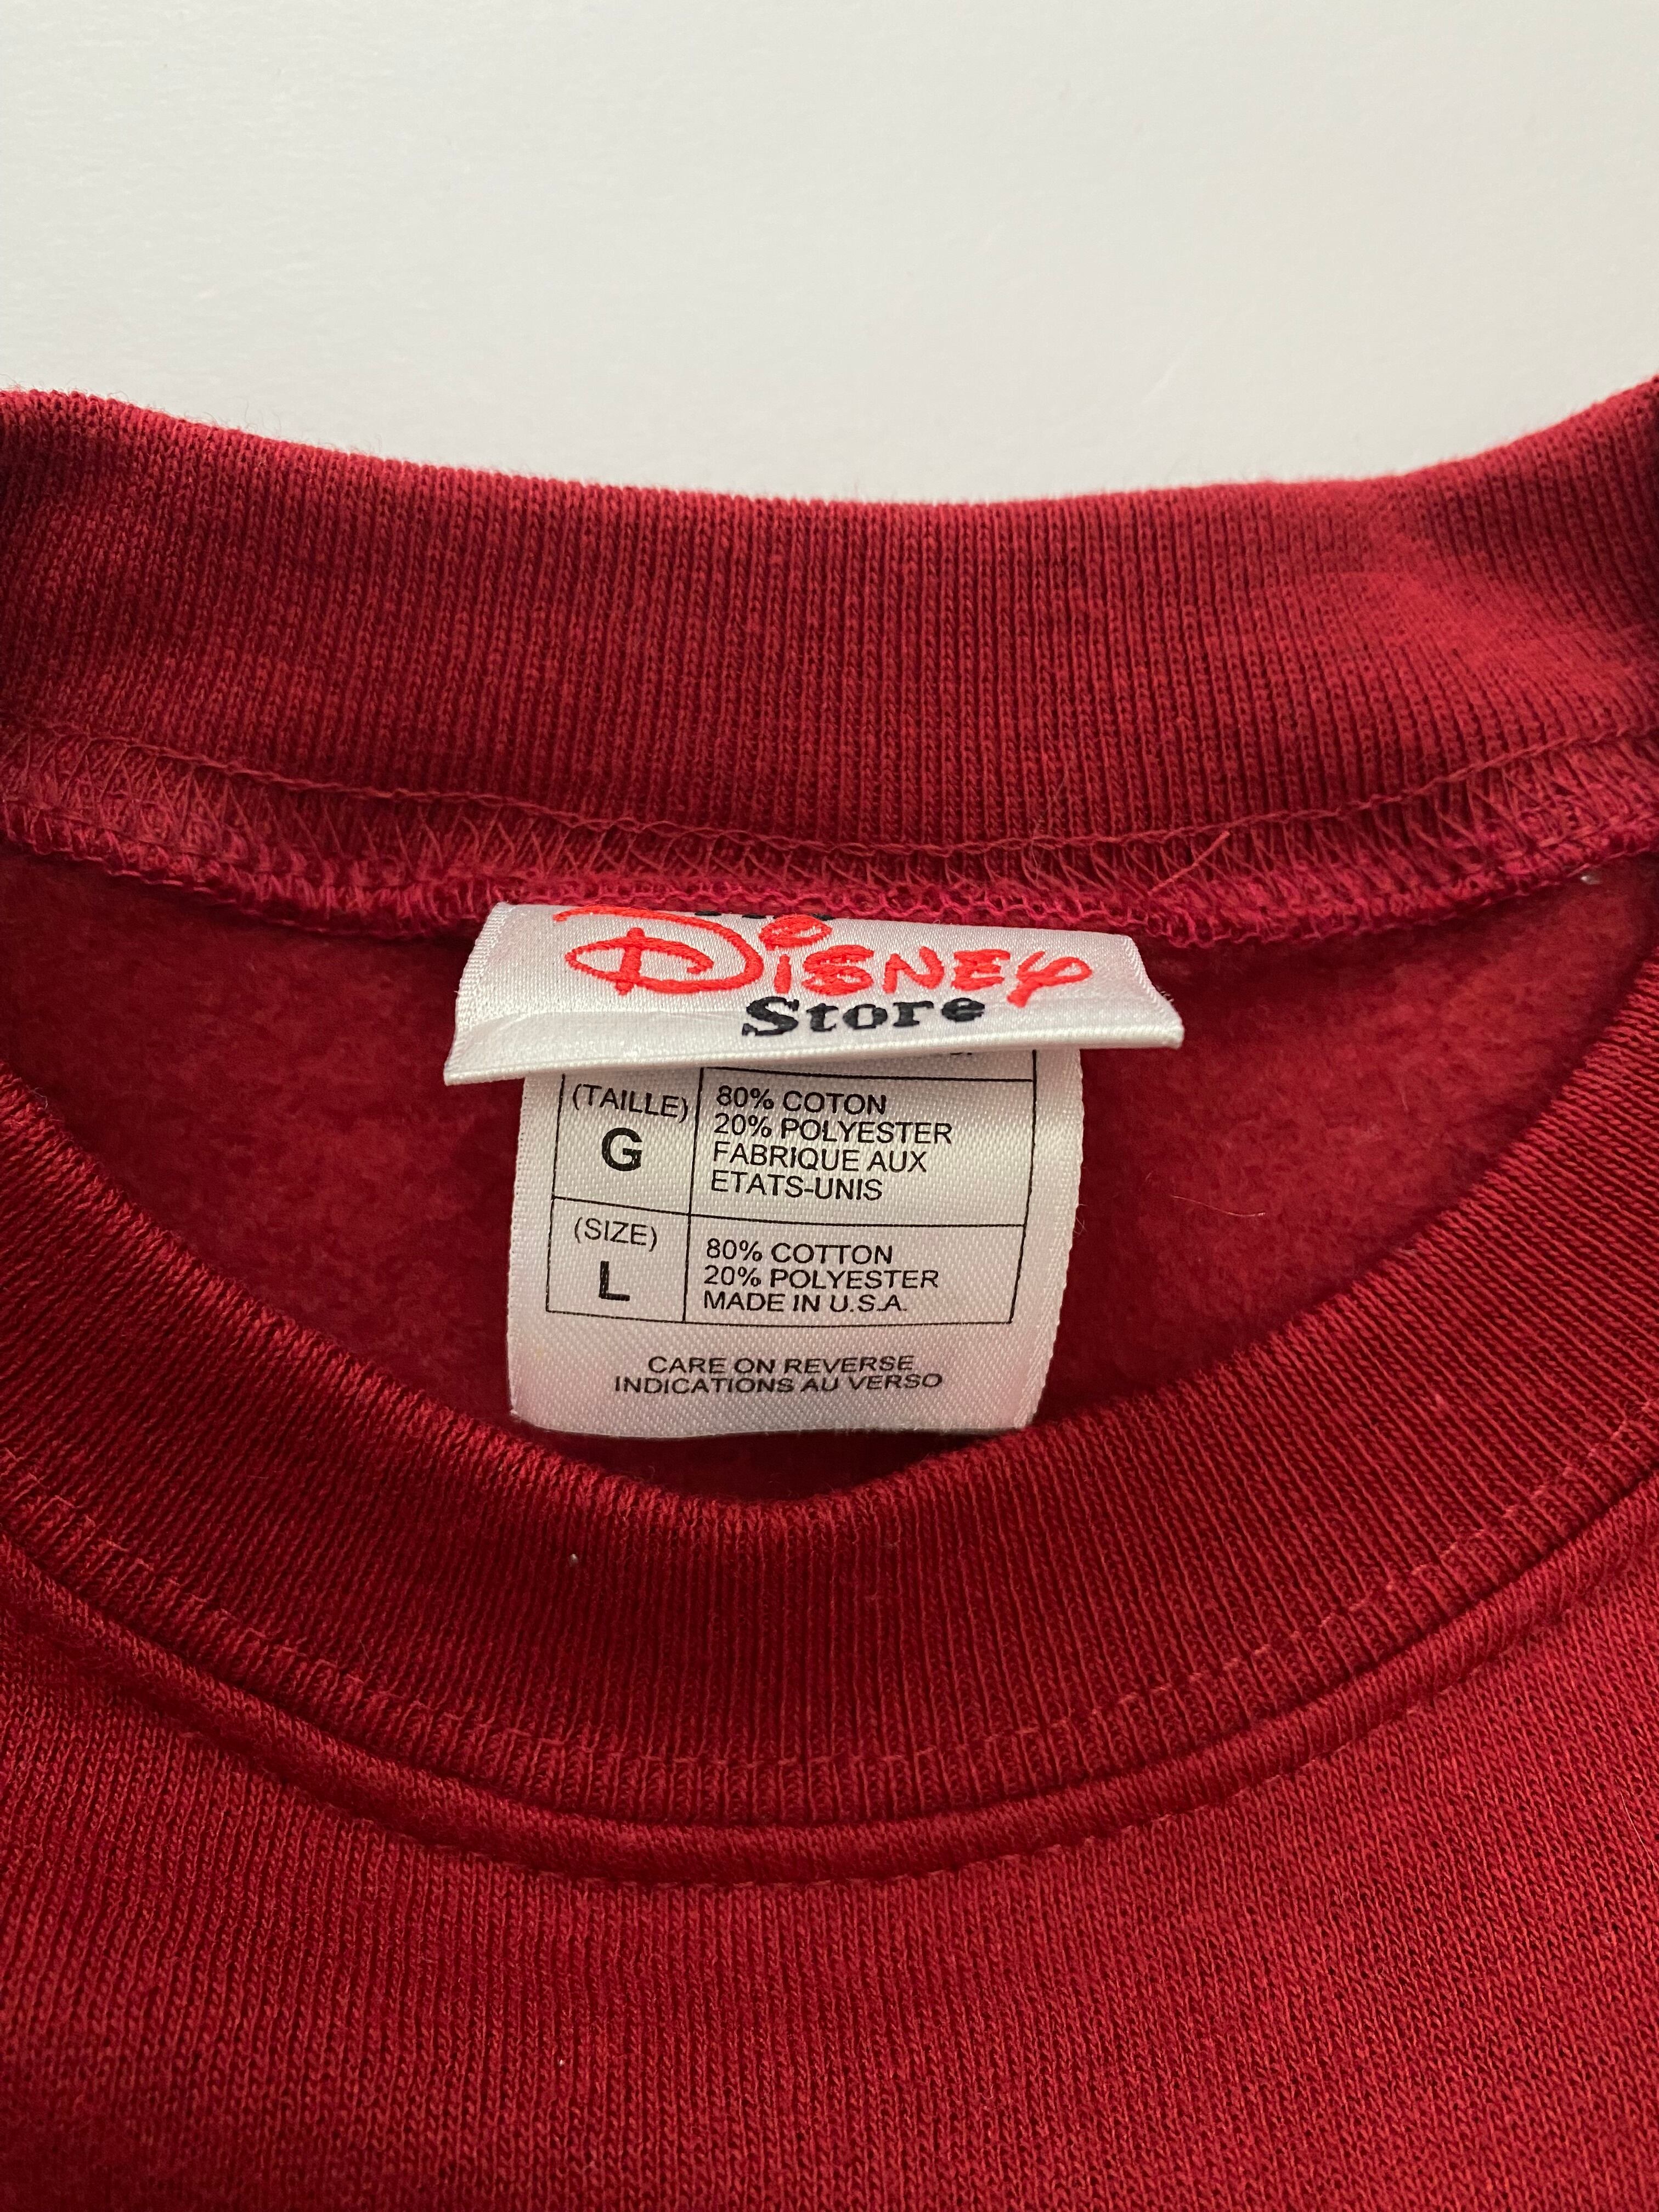 Disney
Store
(TAILLE)
G
80% COTON
20% POLYESTER
FABRIQUE AUX
ETATS-UNIS
(SIZE)
L
80% COTTON
20% POLYESTER
MADE IN U.S.A.
CARE ON REVERSE
INDICATIONS AU VERSO